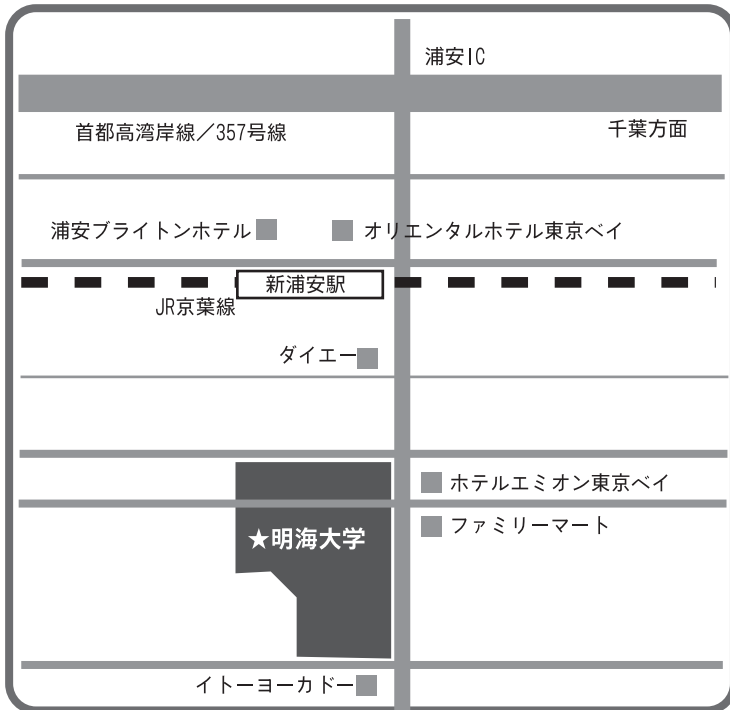 浦安IC
首都高湾岸線／357号線
千葉方面
浦安ブライトンホテル
オリエンタルホテル東京ベイ
新浦安駅
JR京葉線
ダイエー
ホテルエミオン東京ベイ
ファミリーマート
★明海大学
イトーヨーカドー